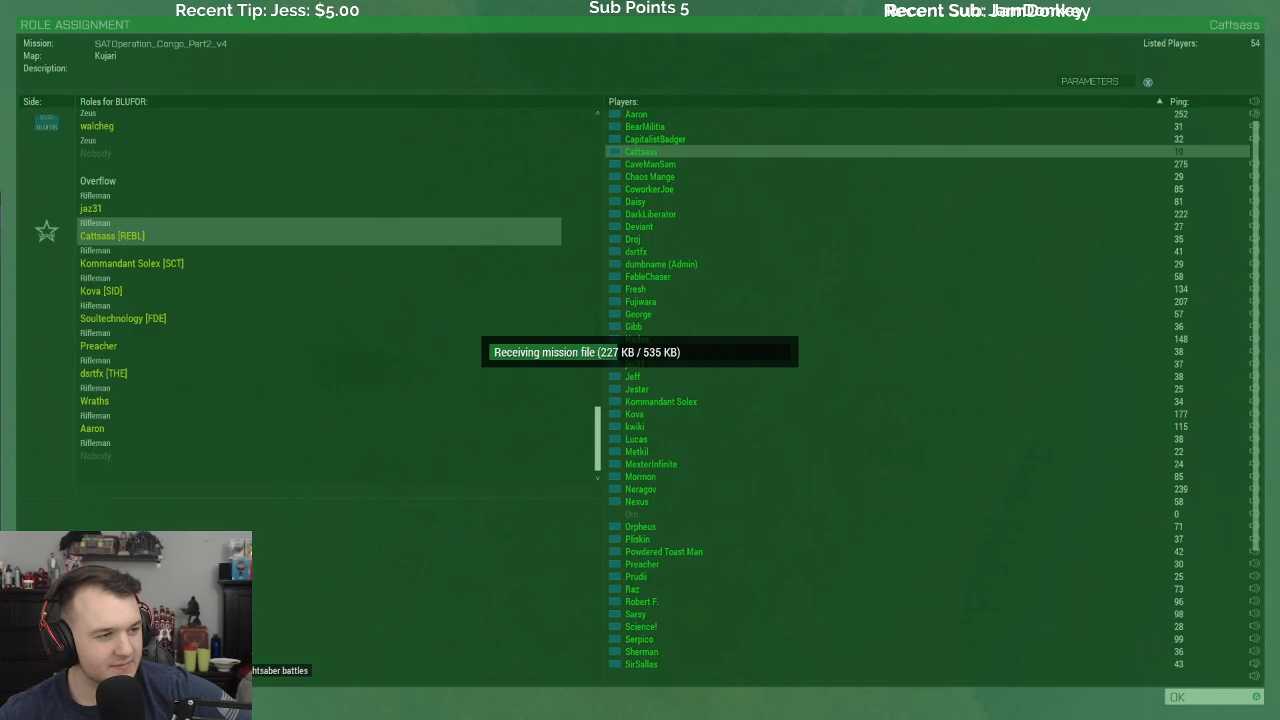 Recent Tip: Jess: $5.00
Sub Points 5
Recent Sub: JamDonkey
ROLE ASSIGNMENT
Cattsass
Mission: SATOperation_Congo_Part2_v4
Listed Players: 54
Map: Kujari
Description:
PARAMETERS
Side:
Roles for BLUFOR:
BLUFOR
Zeus
walcheg
Zeus
Nobody
Overflow
Rifleman
jaz31
Rifleman
Cattsass [REBL]
Rifleman
Kommandant Solex [SCT]
Rifleman
Kova [SID]
Rifleman
Soultechnology [FDE]
Rifleman
Preacher
Rifleman
dsrtfx [THE]
Rifleman
Wraths
Rifleman
Aaron
Rifleman
Nobody
Players: Ping:
Aaron 252
BearMilitia 31
CapitalistBadger 32
Cattsass 19
CaveManSam 275
Chaos Mange 29
CoworkerJoe 85
Daisy 81
DarkLiberator 222
Deviant 27
Droj 35
dsrtfx 41
dumbname (Admin) 29
FableChaser 58
Fresh 134
Fujiwara 207
George 57
Gibb 36
148
Receiving mission file (227 KB / 535 KB)
38
Jeff 38
Jester 25
Kommandant Solex 34
Kova 177
kwiki 115
Lucas 38
Metkil 22
MexterInfinite 24
Mormon 85
Neragov 239
Nexus 58
Om 0
Orpheus 71
Pliskin 37
Powdered Toast Man 42
Preacher 30
Prudii 25
Raz 73
Robert F. 96
Sarsy 98
Science! 28
Serpico 99
Sherman 36
SirSallas 43
htsaber battles
OK